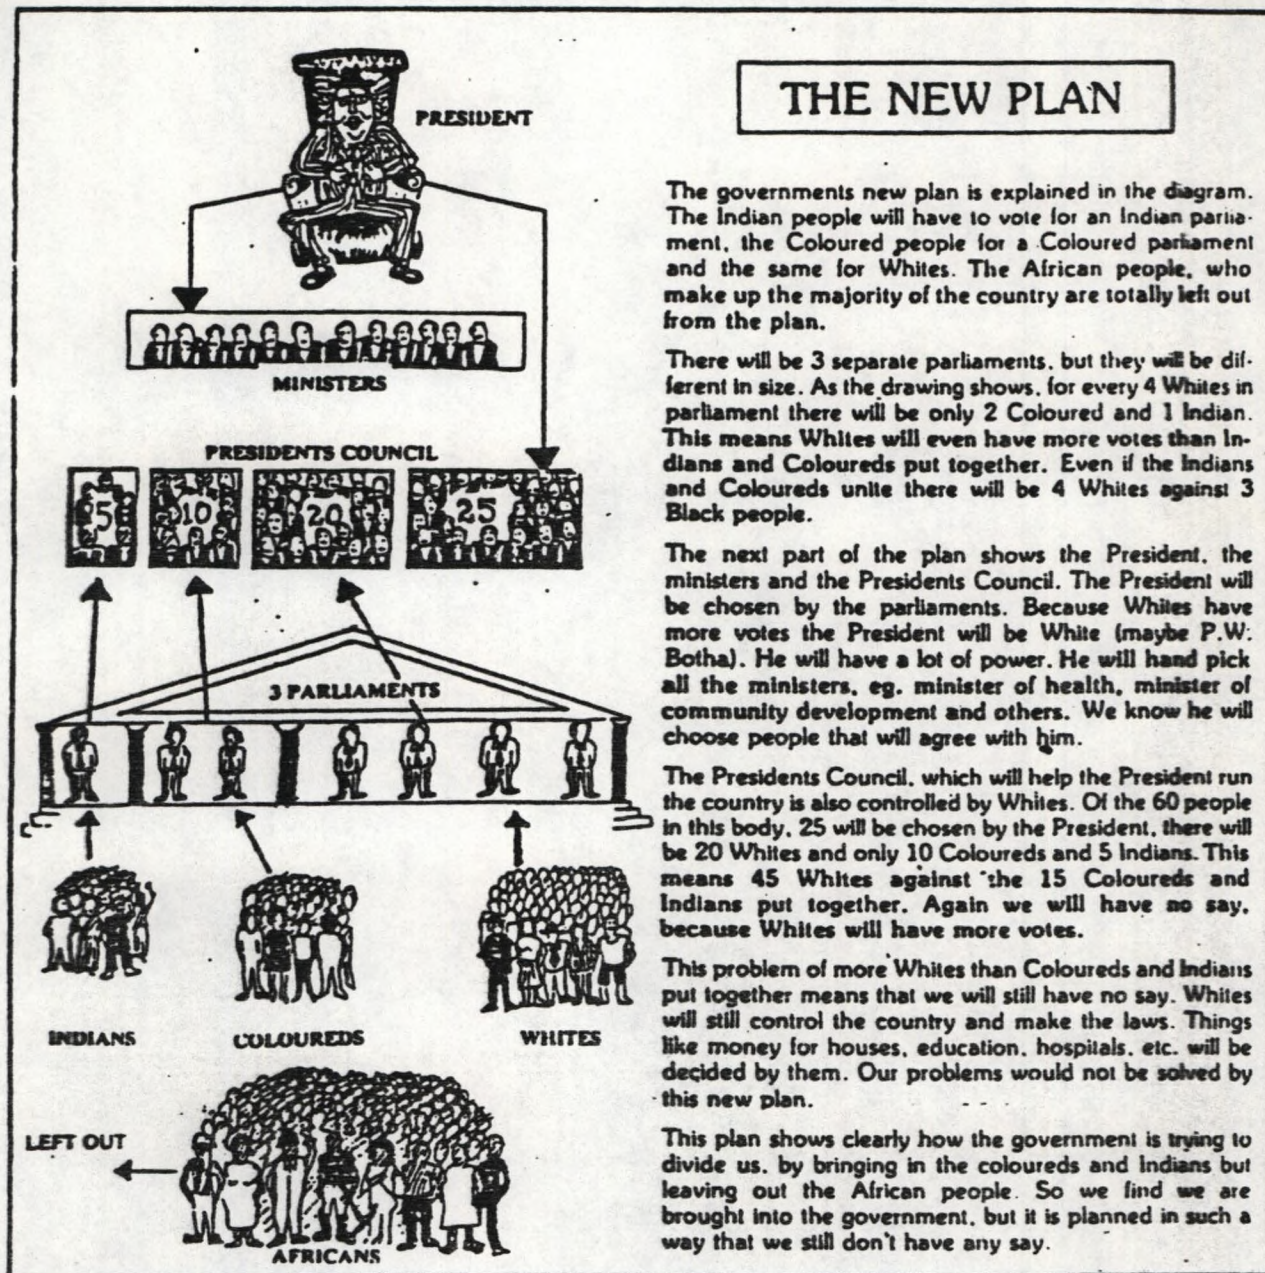 PRESIDENT
MINISTERS
PRESIDENTS COUNCIL
5
10
20
25
3 PARLIAMENTS
INDIANS
COLOUREDS
WHITES
LEFT OUT
AFRICANS
THE NEW PLAN
The governments new plan is explained in the diagram.
The Indian people will have to vote for an Indian parlia-
ment, the Coloured people for a Coloured parliament
and the same for Whites. The African people, who
make up the majority of the country are totally left out
from the plan.
There will be 3 separate parliaments, but they will be dif-
ferent in size. As the drawing shows, for every 4 Whites in
parliament there will be only 2 Coloured and 1 Indian.
This means Whites will even have more votes than In-
dians and Coloureds put together. Even if the Indians
and Coloureds unite there will be 4 Whites against 3
Black people.
The next part of the plan shows the President, the
ministers and the Presidents Council. The President will
be chosen by the parliaments. Because Whites have
more votes the President will be White (maybe P.W.
Botha). He will have a lot of power. He will hand pick
all the ministers, eg. minister of health, minister of
community development and others. We know he will
choose people that will agree with him.
The Presidents Council, which will help the President run
the country is also controlled by Whites. Of the 60 people
in this body, 25 will be chosen by the President, there will
be 20 Whites and only 10 Coloureds and 5 Indians. This
means 45 Whites against the 15 Coloureds and
Indians put together. Again we will have no say,
because Whites will have more votes.
This problem of more Whites than Coloureds and Indians
put together means that we will still have no say. Whites
will still control the country and make the laws. Things
like money for houses, education, hospitals, etc. will be
decided by them. Our problems would not be solved by
this new plan.
This plan shows clearly how the government is trying to
divide us, by bringing in the coloureds and Indians but
leaving out the African people. So we find we are
brought into the government, but it is planned in such a
way that we still don't have any say.